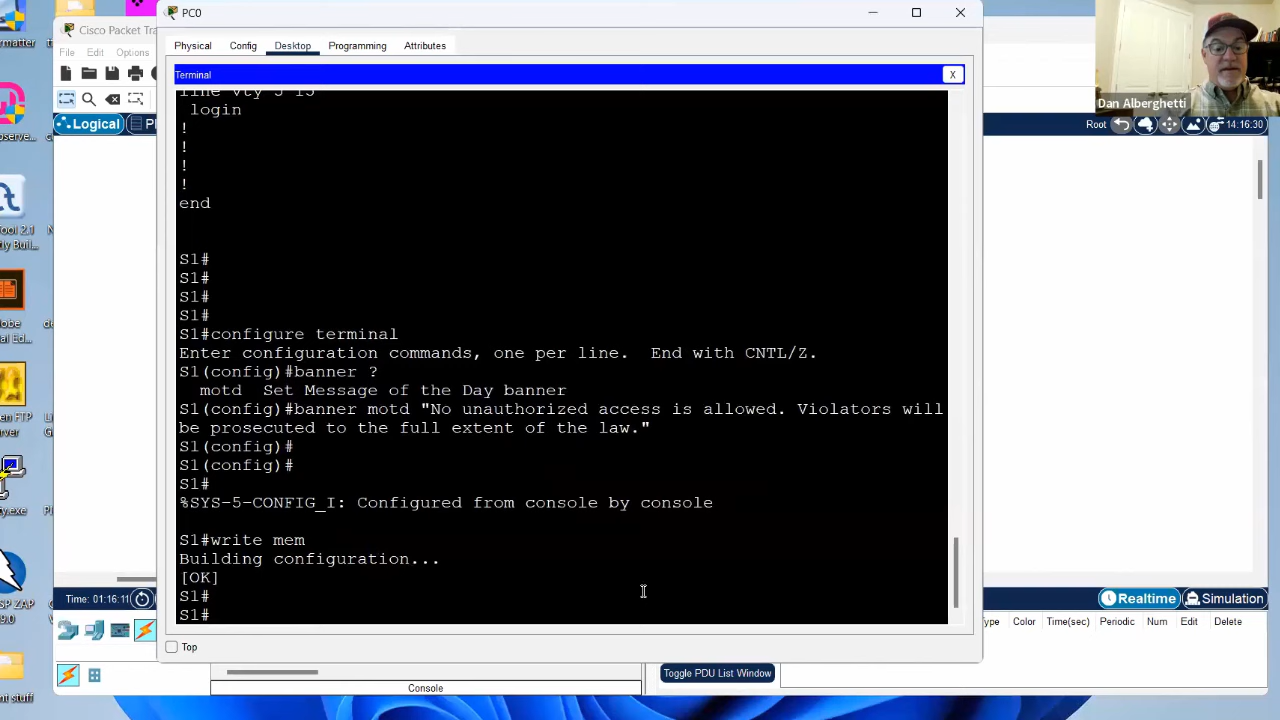 PC0
Cisco Packet Tra
File Edit Options
Physical Config Desktop Programming Attributes
Terminal
X
Dan Alberghetti
Logical
Root
14:16:30
line vty 5 15
login
!
!
!
!
end
S1#
S1#
S1#
S1#
S1#configure terminal
Enter configuration commands, one per line. End with CNTL/Z.
S1(config)#banner ?
motd Set Message of the Day banner
S1(config)#banner motd "No unauthorized access is allowed. Violators will
be prosecuted to the full extent of the law."
S1(config)#
S1(config)#
S1#
%SYS-5-CONFIG_I: Configured from console by console
S1#write mem
Building configuration...
[OK]
S1#
S1#
Time: 01:16:11
Realtime
Simulation
Color Time(sec) Periodic Num Edit Delete
Top
Toggle PDU List Window
Console